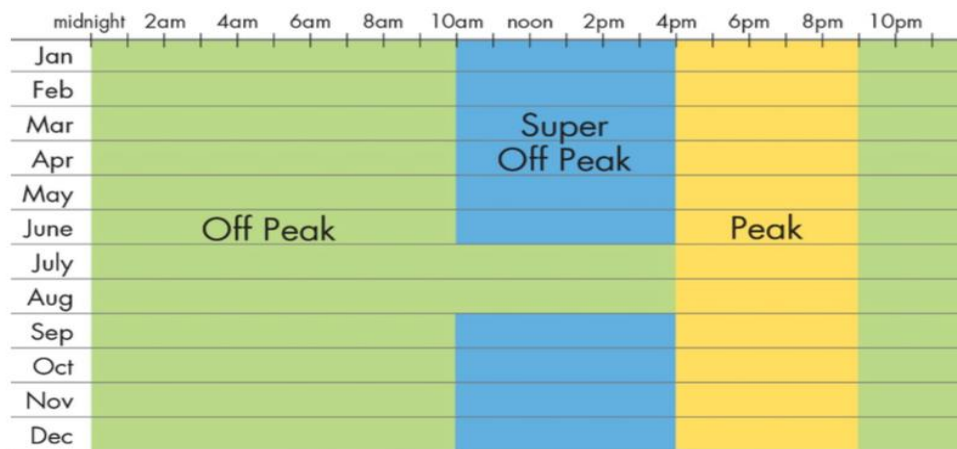 midnight 2am 4am 6am 8am 10am noon 2pm 4pm 6pm 8pm 10pm
Jan
Feb
Mar Super
Apr Off Peak
May
June Off Peak Peak
July
Aug
Sep
Oct
Nov
Dec